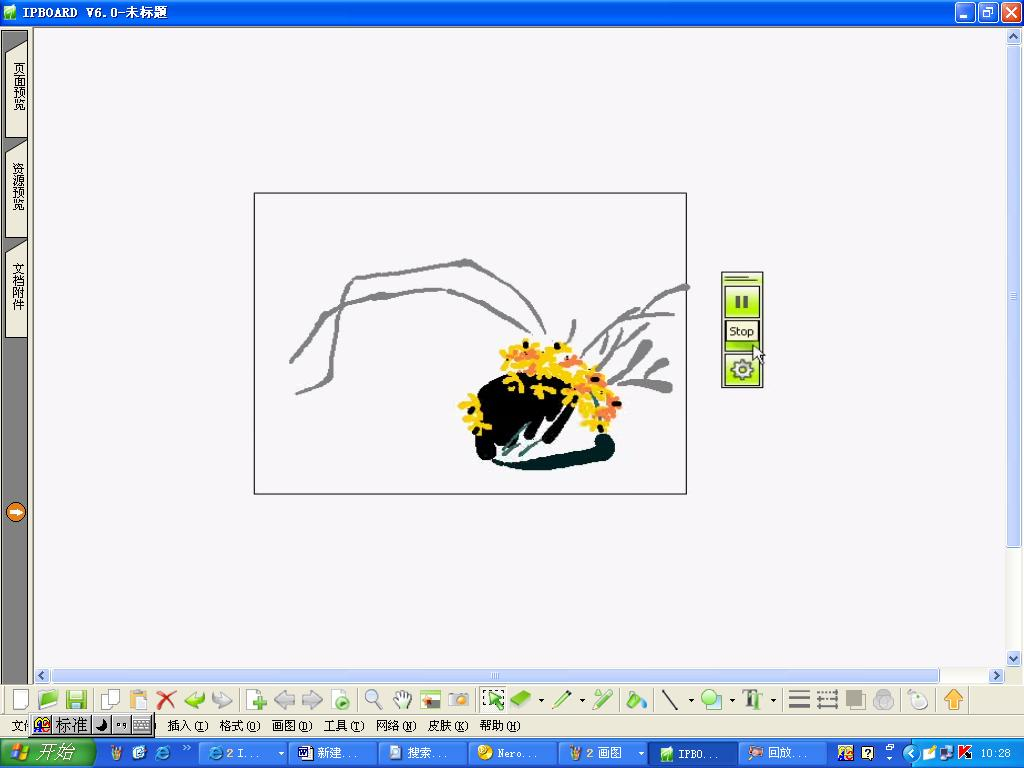 IPBOARD V6.0-未标题
页面预览
资源预览
文档附件
Stop
文件
标准
插入(I)
格式(O)
画图(D)
工具(T)
网络(N)
皮肤(K)
帮助(H)
开始
2 I...
新建...
搜索...
Nero...
2 画图
IPBO...
回放...
10:28